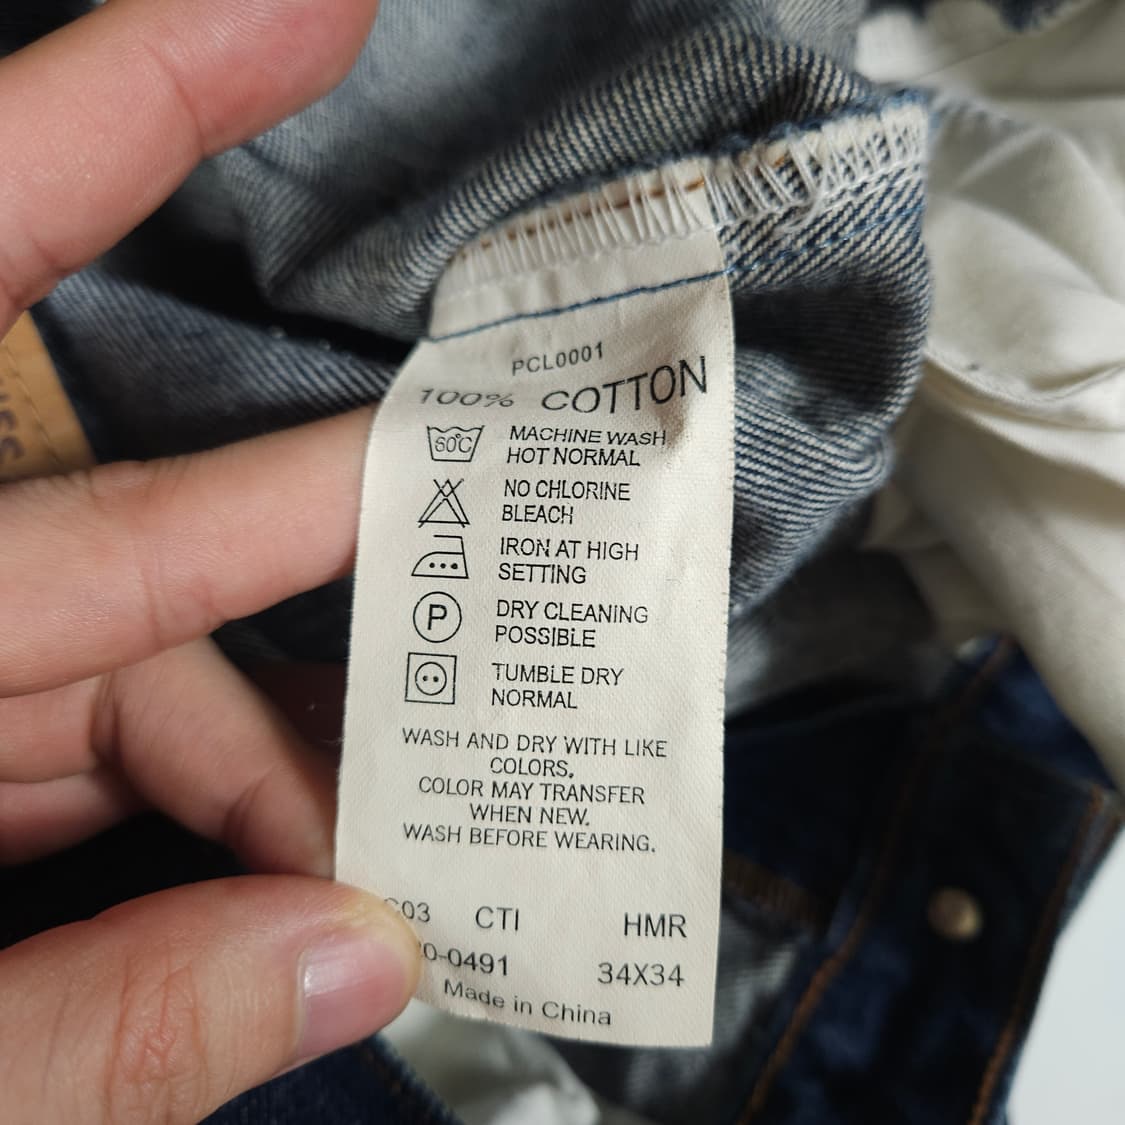 PCL0001
100% COTTON
60°C MACHINE WASH
HOT NORMAL
NO CHLORINE
BLEACH
IRON AT HIGH
SETTING
P DRY CLEANING
POSSIBLE
TUMBLE DRY
NORMAL
WASH AND DRY WITH LIKE
COLORS.
COLOR MAY TRANSFER
WHEN NEW.
WASH BEFORE WEARING.
CTI HMR
34X34
Made in China